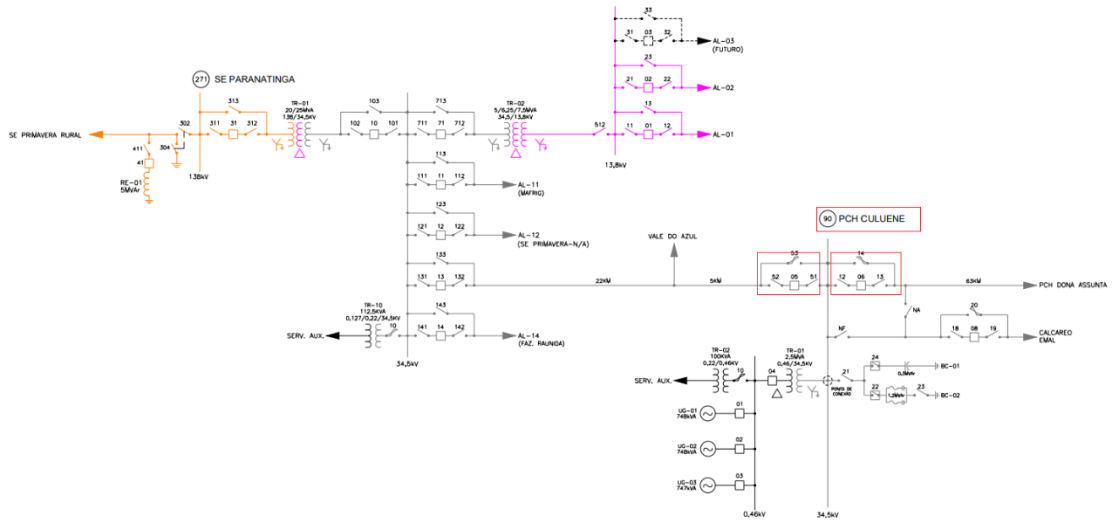 33
31
03
32
AL-03
(FUTURO)
23
21
02
22
AL-02
13
11
01
12
AL-01
512
13,8kV
271
SE PARANATINGA
SE PRIMAVERA RURAL
302
304
411
41
RE-01
5MVAr
313
311
31
312
138kV
TR-01
20/25MVA
138/34,5KV
103
102
10
101
713
711
71
712
TR-02
5/6,25/7,5MVA
34,5/13,8KV
113
111
11
112
AL-11
(MAFRIG)
123
121
12
122
AL-12
(SE PRIMAVERA-N/A)
133
131
13
132
22KM
VALE DO AZUL
5KM
143
141
14
142
AL-14
(FAZ. RAUNIDA)
TR-10
112,5KVA
0,127/0,22/34,5KV
10
SERV. AUX.
34,5kV
90
PCH CULUENE
53
52
05
51
14
12
06
13
63KM
PCH DONA ASSUNTA
NA
NF
20
18
08
19
CALCAREO
EMAL
TR-02
100KVA
0,22/0,46KV
10
SERV. AUX.
04
TR-01
2,5MVA
0,46/34,5KV
21
PONTO DE
CONEXÃO
24
BC-01
22
23
BC-02
UG-01
748kVA
01
UG-02
748kVA
02
UG-03
747kVA
03
0,46kV
34,5kV